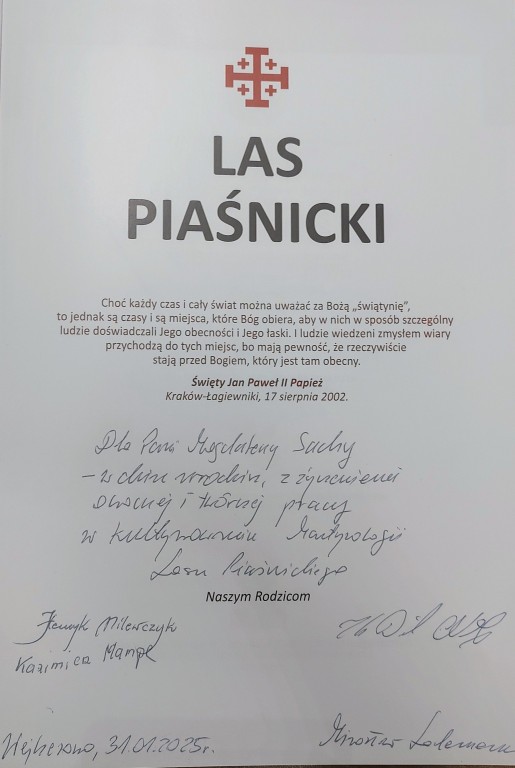 LAS
PIAŚNICKI
Choć każdy czas i cały świat można uważać za Bożą „świątynię”,
to jednak są czasy i są miejsca, które Bóg obiera, aby w nich w sposób szczególny
ludzie doświadczali Jego obecności i Jego łaski. I ludzie wiedzeni zmysłem wiary
przychodzą do tych miejsc, bo mają pewność, że rzeczywiście
stają przed Bogiem, który jest tam obecny.
Święty Jan Paweł II Papież
Kraków-Łagiewniki, 17 sierpnia 2002.
Dla Pani Magdaleny Suchy
– w dniu urodzin, z życzeniami
owocnej i twórczej pracy
w kultywowaniu Martyrologii
Lasu Piaśnickiego
Naszym Rodzicom
Henryk Milewczyk
Kazimierz
Wejherowo, 31.01.2025r.
Mirosław